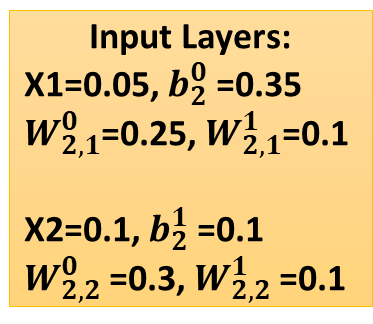 Input Layers:
X1=0.05, b₂⁰ =0.35
W₂,₁⁰=0.25, W₂,₁¹=0.1
X2=0.1, b₂¹ =0.1
W₂,₂⁰ =0.3, W₂,₂¹ =0.1